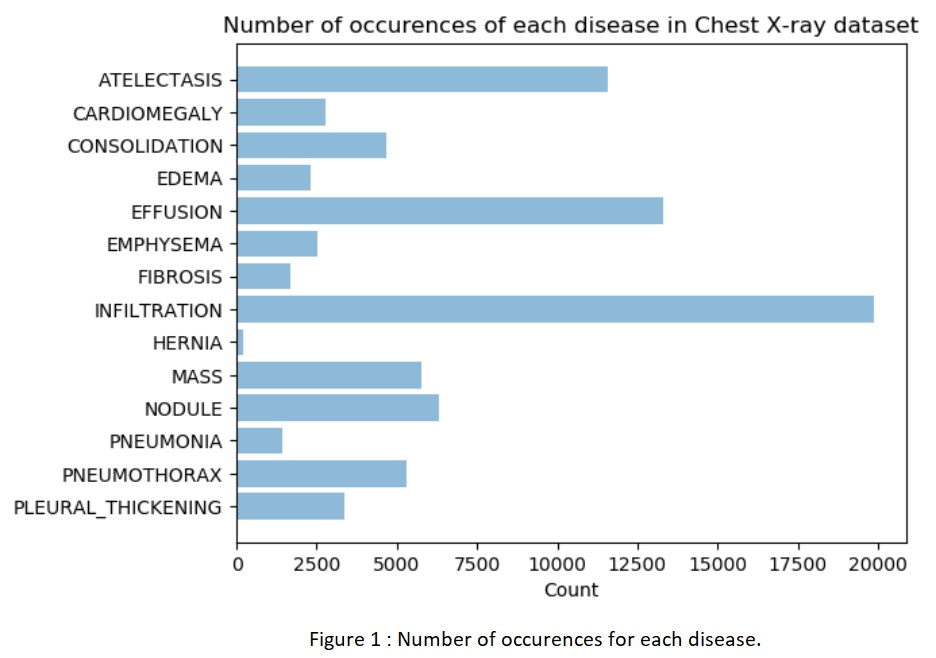 Number of occurences of each disease in Chest X-ray dataset
ATELECTASIS
CARDIOMEGALY
CONSOLIDATION
EDEMA
EFFUSION
EMPHYSEMA
FIBROSIS
INFILTRATION
HERNIA
MASS
NODULE
PNEUMONIA
PNEUMOTHORAX
PLEURAL_THICKENING
0 2500 5000 7500 10000 12500 15000 17500 20000
Count
Figure 1 : Number of occurences for each disease.